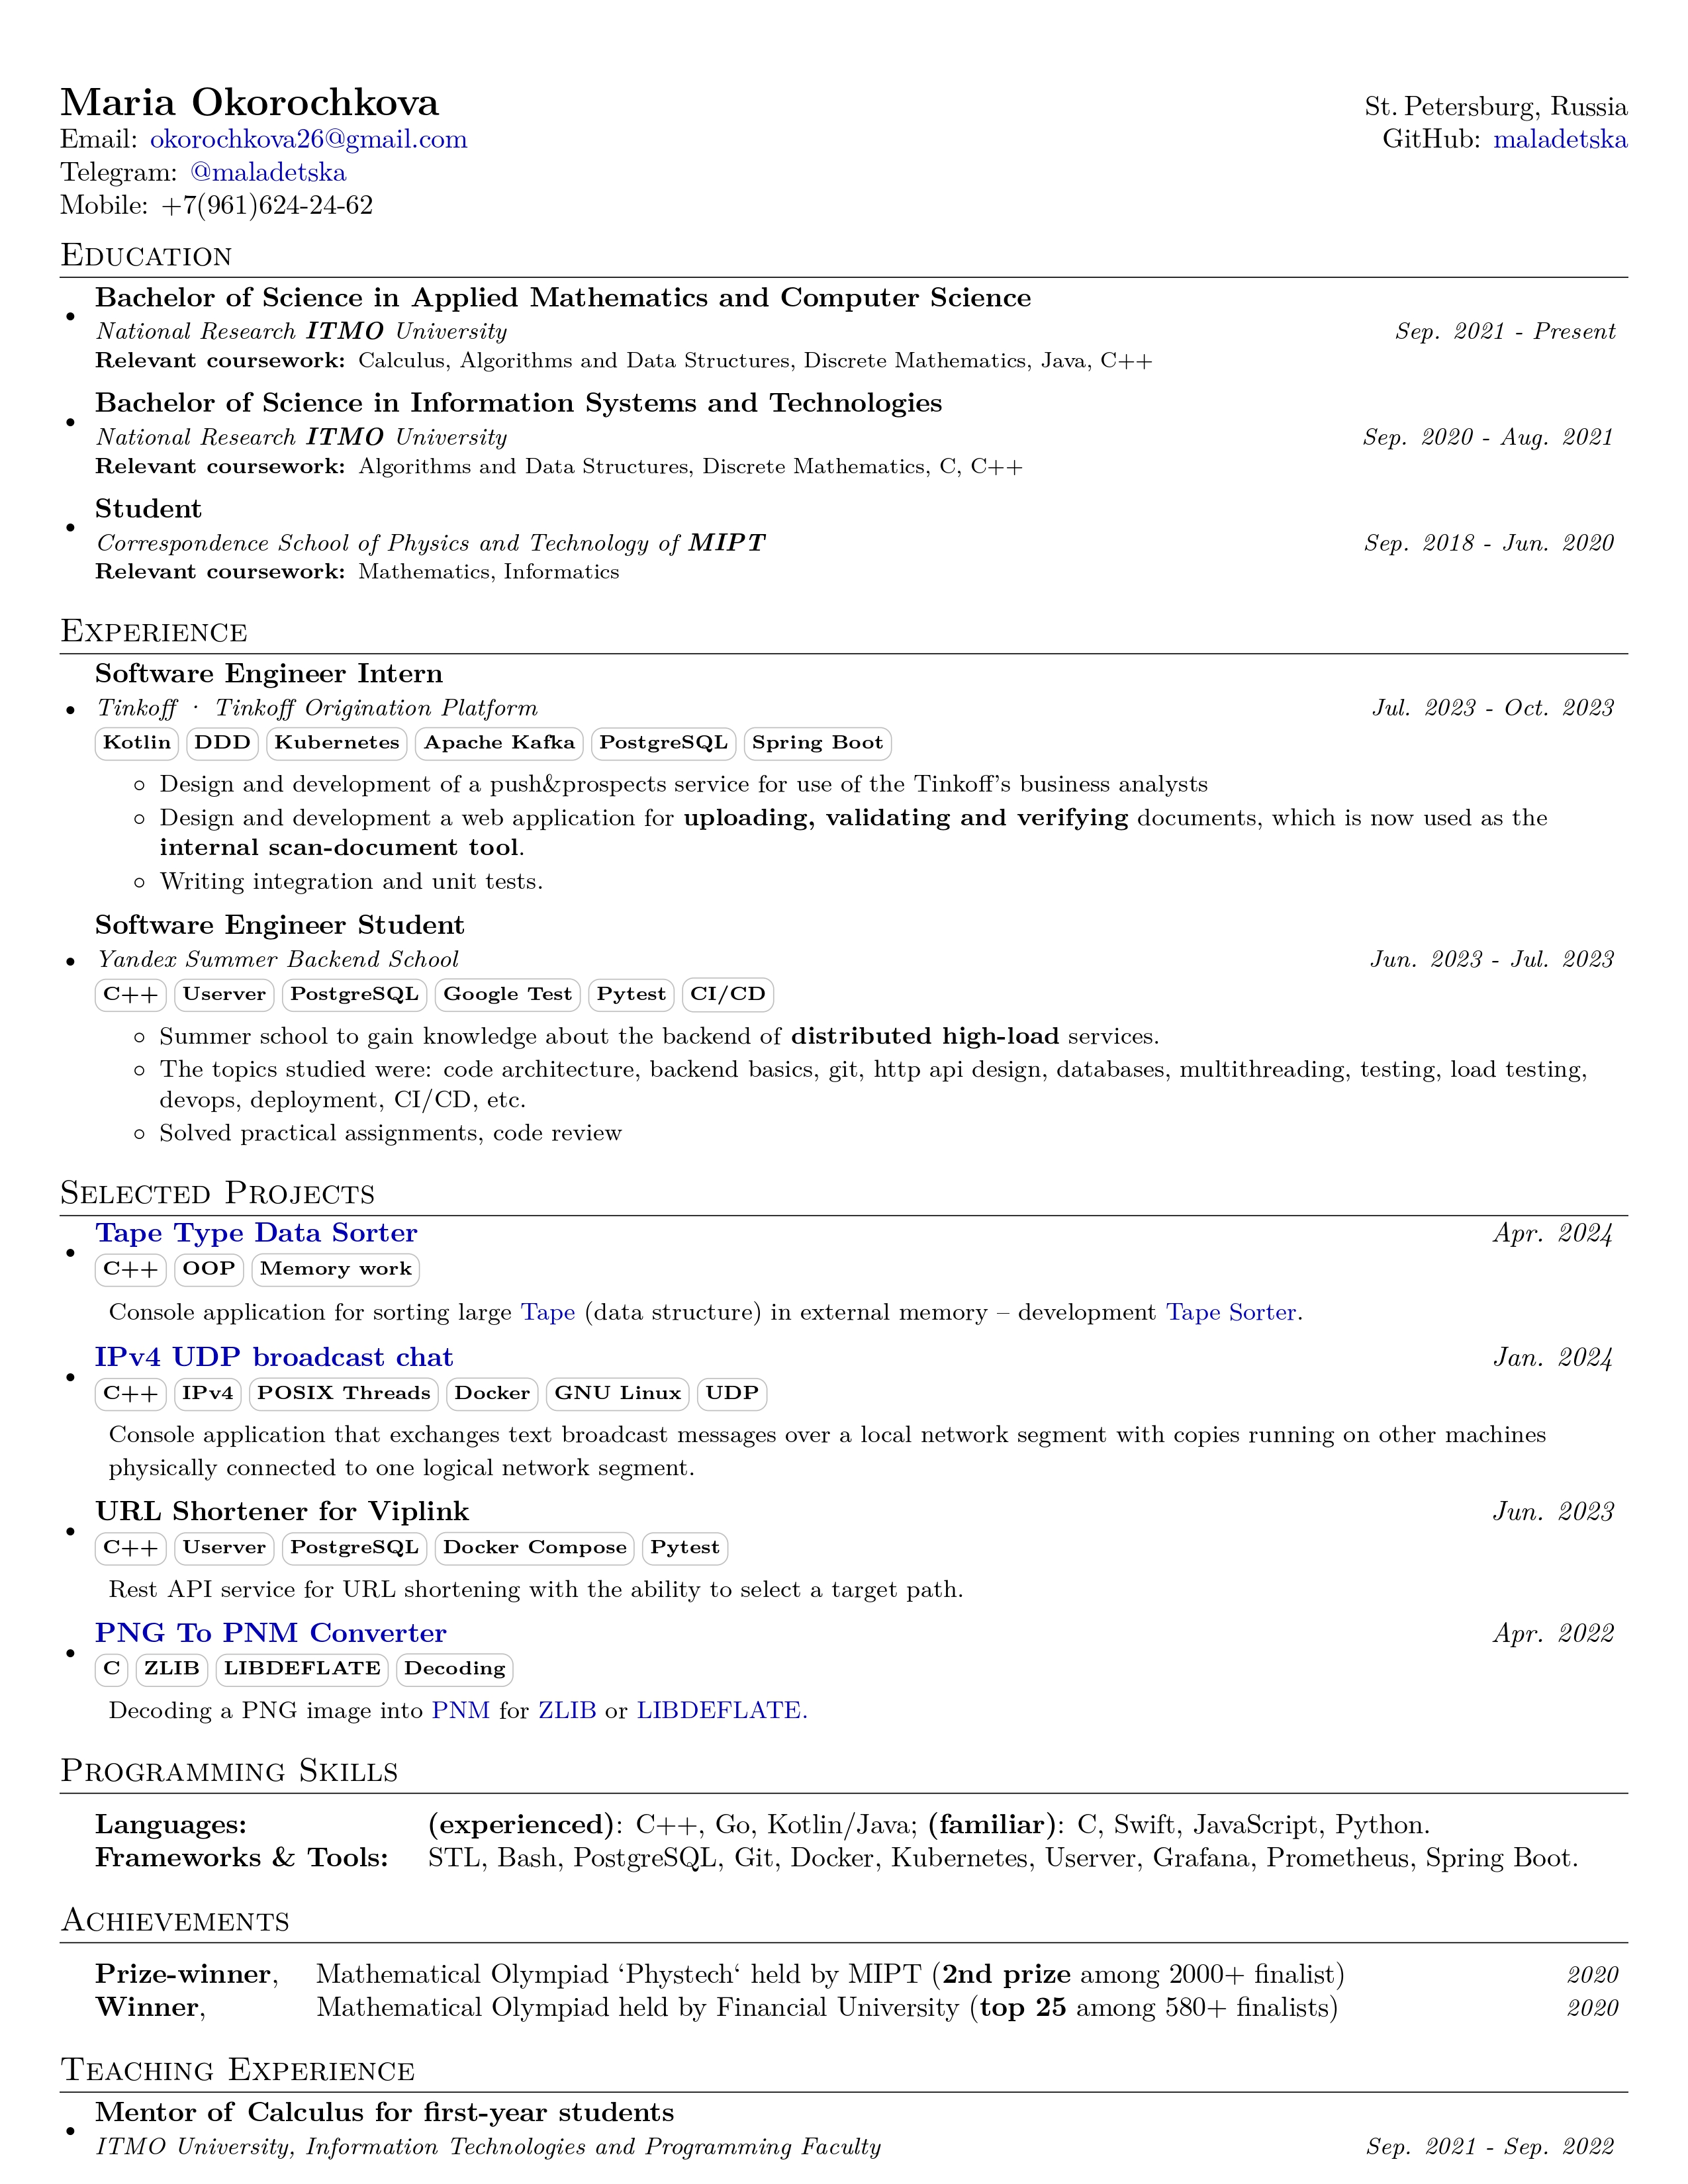 Maria Okorochkova
St. Petersburg, Russia
Email: okorochkova26@gmail.com
GitHub: maladetska
Telegram: @maladetska
Mobile: +7(961)624-24-62
Education
• Bachelor of Science in Applied Mathematics and Computer Science
National Research ITMO University Sep. 2021 - Present
Relevant coursework: Calculus, Algorithms and Data Structures, Discrete Mathematics, Java, C++
• Bachelor of Science in Information Systems and Technologies
National Research ITMO University Sep. 2020 - Aug. 2021
Relevant coursework: Algorithms and Data Structures, Discrete Mathematics, C, C++
• Student
Correspondence School of Physics and Technology of MIPT Sep. 2018 - Jun. 2020
Relevant coursework: Mathematics, Informatics
Experience
Software Engineer Intern
• Tinkoff · Tinkoff Origination Platform Jul. 2023 - Oct. 2023
Kotlin DDD Kubernetes Apache Kafka PostgreSQL Spring Boot
◦ Design and development of a push&prospects service for use of the Tinkoff's business analysts
◦ Design and development a web application for uploading, validating and verifying documents, which is now used as the
internal scan-document tool.
◦ Writing integration and unit tests.
Software Engineer Student
• Yandex Summer Backend School Jun. 2023 - Jul. 2023
C++ Userver PostgreSQL Google Test Pytest CI/CD
◦ Summer school to gain knowledge about the backend of distributed high-load services.
◦ The topics studied were: code architecture, backend basics, git, http api design, databases, multithreading, testing, load testing,
devops, deployment, CI/CD, etc.
◦ Solved practical assignments, code review
Selected Projects
• Tape Type Data Sorter Apr. 2024
C++ OOP Memory work
Console application for sorting large Tape (data structure) in external memory – development Tape Sorter.
• IPv4 UDP broadcast chat Jan. 2024
C++ IPv4 POSIX Threads Docker GNU Linux UDP
Console application that exchanges text broadcast messages over a local network segment with copies running on other machines
physically connected to one logical network segment.
• URL Shortener for Viplink Jun. 2023
C++ Userver PostgreSQL Docker Compose Pytest
Rest API service for URL shortening with the ability to select a target path.
• PNG To PNM Converter Apr. 2022
C ZLIB LIBDEFLATE Decoding
Decoding a PNG image into PNM for ZLIB or LIBDEFLATE.
Programming Skills
Languages: (experienced): C++, Go, Kotlin/Java; (familiar): C, Swift, JavaScript, Python.
Frameworks & Tools: STL, Bash, PostgreSQL, Git, Docker, Kubernetes, Userver, Grafana, Prometheus, Spring Boot.
Achievements
Prize-winner, Mathematical Olympiad ‘Phystech‘ held by MIPT (2nd prize among 2000+ finalist) 2020
Winner, Mathematical Olympiad held by Financial University (top 25 among 580+ finalists) 2020
Teaching Experience
• Mentor of Calculus for first-year students
ITMO University, Information Technologies and Programming Faculty Sep. 2021 - Sep. 2022